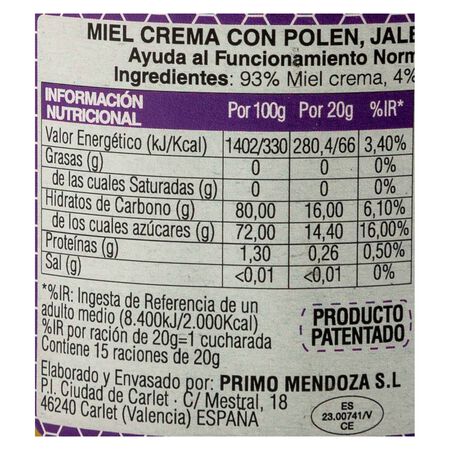 MIEL CREMA CON POLEN, JALE
Ayuda al Funcionamiento Norm
Ingredientes: 93% Miel crema, 4%
INFORMACIÓN NUTRICIONAL Por 100g Por 20g %IR*
Valor Energético (kJ/Kcal) 1402/330 280,4/66 3,40%
Grasas (g) 0 0 0%
de las cuales Saturadas (g) 0 0 0%
Hidratos de Carbono (g) 80,00 16,00 6,10%
de los cuales azúcares (g) 72,00 14,40 16,00%
Proteínas (g) 1,30 0,26 0,50%
Sal (g) <0,01 <0,01 0%
*%IR: Ingesta de Referencia de un
adulto medio (8.400kJ/2.000Kcal)
%IR por ración de 20g=1 cucharada
Contiene 15 raciones de 20g
PRODUCTO
PATENTADO
Elaborado y Envasado por: PRIMO MENDOZA S.L
P.I. Ciudad de Carlet - C/ Mestral, 18
46240 Carlet (Valencia) ESPAÑA
ES
23.00741/V
CE